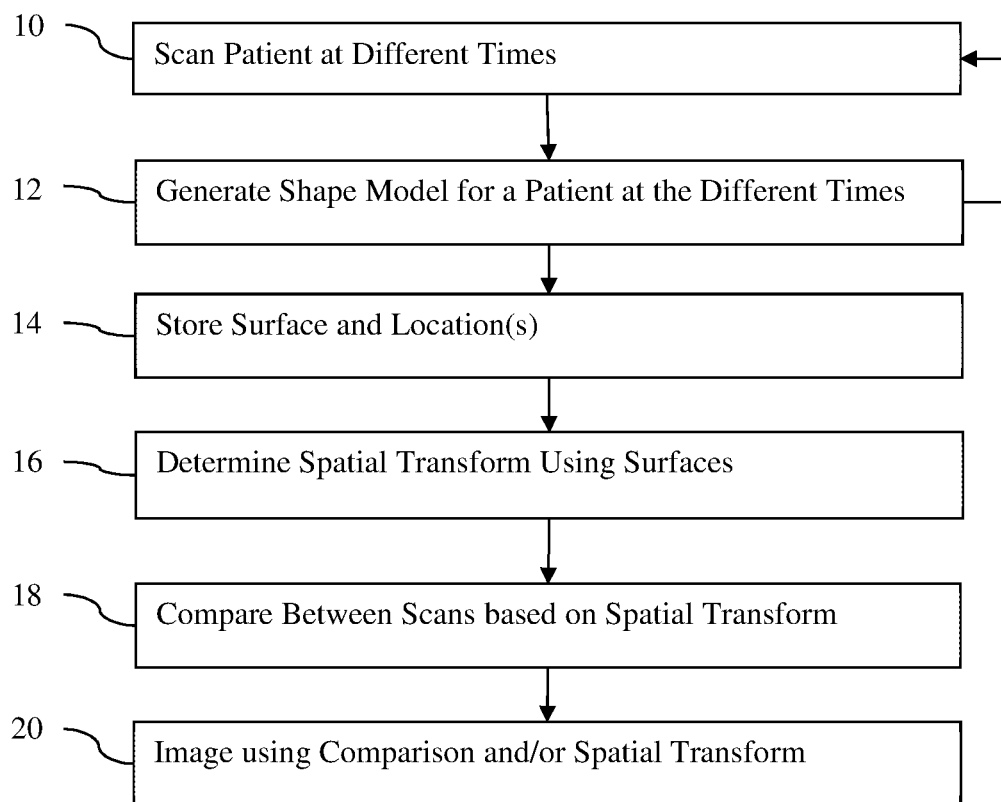 10
Scan Patient at Different Times
12
Generate Shape Model for a Patient at the Different Times
14
Store Surface and Location(s)
16
Determine Spatial Transform Using Surfaces
18
Compare Between Scans based on Spatial Transform
20
Image using Comparison and/or Spatial Transform